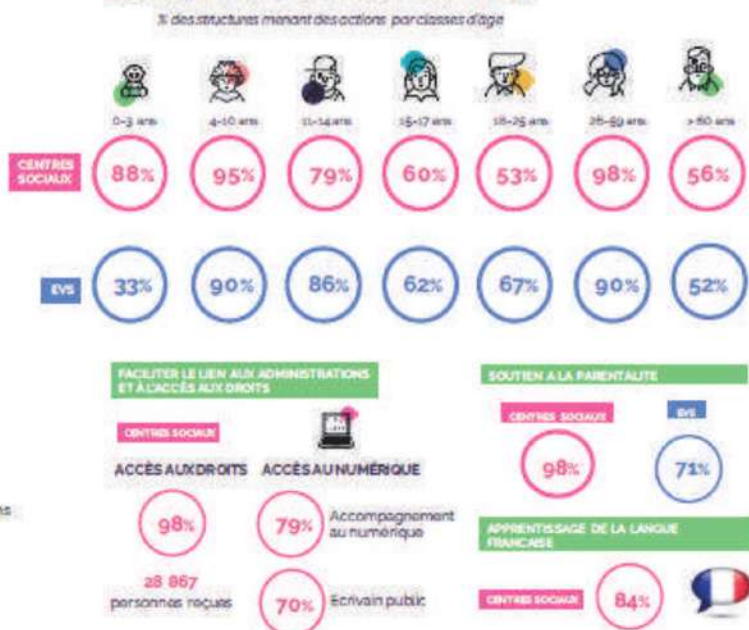 % des structures menant des actions par classes d'âge
0-3 ans 4-10 ans 11-14 ans 15-17 ans 18-25 ans 26-59 ans > 60 ans
CENTRES SOCIAUX
88% 95% 79% 60% 53% 98% 56%
EVS
33% 90% 86% 62% 67% 90% 52%
FACILITER LE LIEN AUX ADMINISTRATIONS
ET À L'ACCÈS AUX DROITS
CENTRES SOCIAUX
ACCÈS AUX DROITS ACCÈS AU NUMÉRIQUE
98%
28 867
personnes reçues
79% Accompagnement
au numérique
70% Ecrivain public
SOUTIEN A LA PARENTALITE
CENTRES SOCIAUX EVS
98% 71%
APPRENTISSAGE DE LA LANGUE
FRANCAISE
CENTRES SOCIAUX 84%